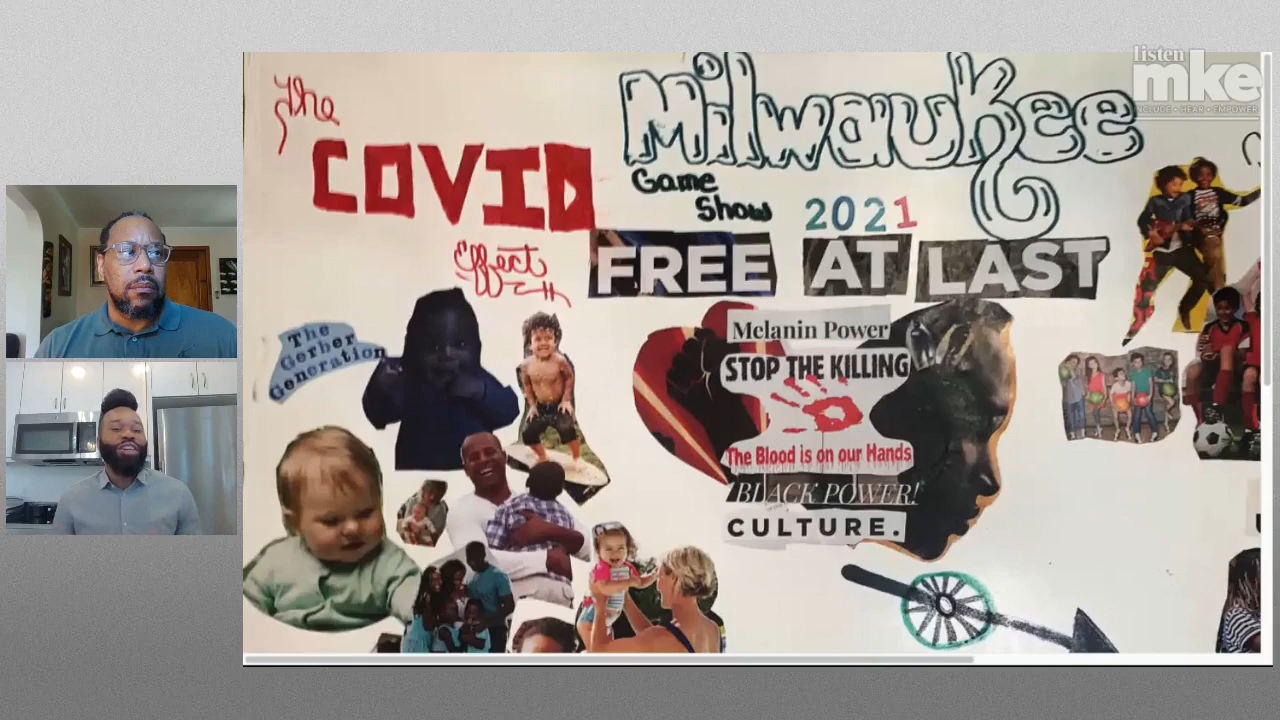 listen
mke
INCLUDE • HEAR • EMPOWER
The
COVID
Effect
Milwaukee
Game
Show
2021
FREE AT LAST
The
Gerber
Generation
Melanin Power
STOP THE KILLING
The Blood is on our Hands
BLACK POWER!
CULTURE.